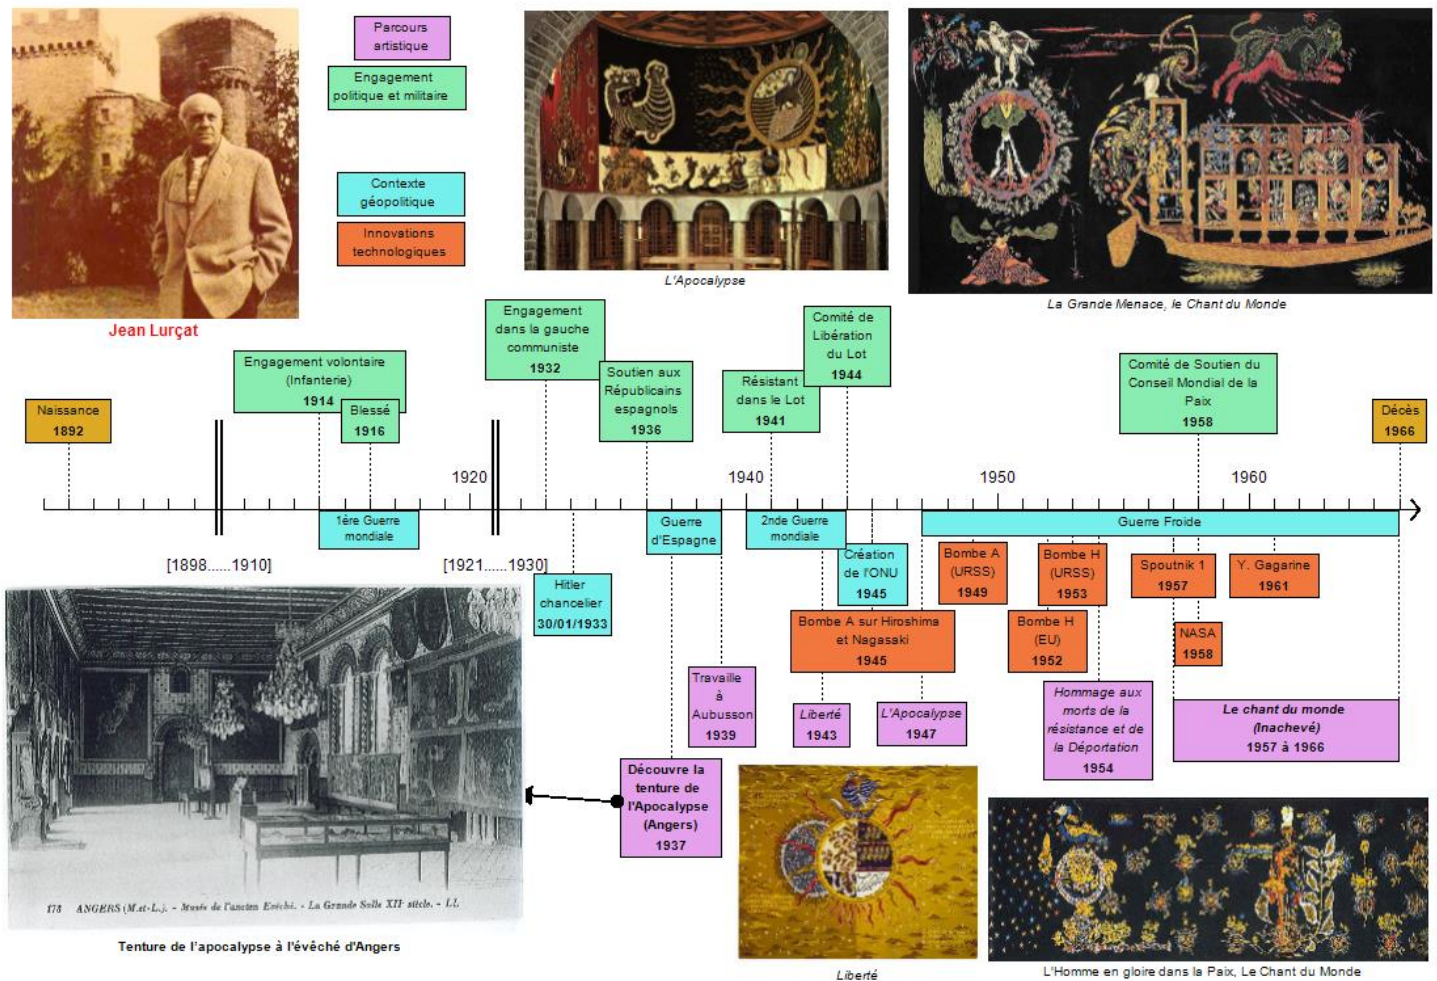 Parcours
artistique
Engagement
politique et militaire
Contexte
géopolitique
Innovations
technologiques
Jean Lurçat
L'Apocalypse
La Grande Menace, le Chant du Monde
Naissance
1892
Engagement volontaire
(Infanterie)
1914
Blessé
1916
Engagement
dans la gauche
communiste
1932
Soutien aux
Républicains
espagnols
1936
Résistant
dans le Lot
1941
Comité de
Libération
du Lot
1944
Comité de Soutien du
Conseil Mondial de la
Paix
1958
Décès
1966
1920
1940
1950
1960
[1898......1910]
[1921......1930]
1ère Guerre
mondiale
Guerre
d'Espagne
2nde Guerre
mondiale
Guerre Froide
Hitler
chancelier
30/01/1933
Création
de l'ONU
1945
Bombe A
(URSS)
1949
Bombe H
(URSS)
1953
Spoutnik 1
1957
Y. Gagarine
1961
Bombe A sur Hiroshima
et Nagasaki
1945
Bombe H
(EU)
1952
NASA
1958
Travaille
à
Aubusson
1939
Liberté
1943
L'Apocalypse
1947
Hommage aux
morts de la
résistance et de
la Déportation
1954
Le chant du monde
(Inachevé)
1957 à 1966
Découvre la
tenture de
l'Apocalypse
(Angers)
1937
173 ANGERS (M.-et-L.). - Musée de l'ancien Evêché. - La Grande Salle XIIe siècle. - LL.
Tenture de l'apocalypse à l'évêché d'Angers
Liberté
L'Homme en gloire dans la Paix, Le Chant du Monde